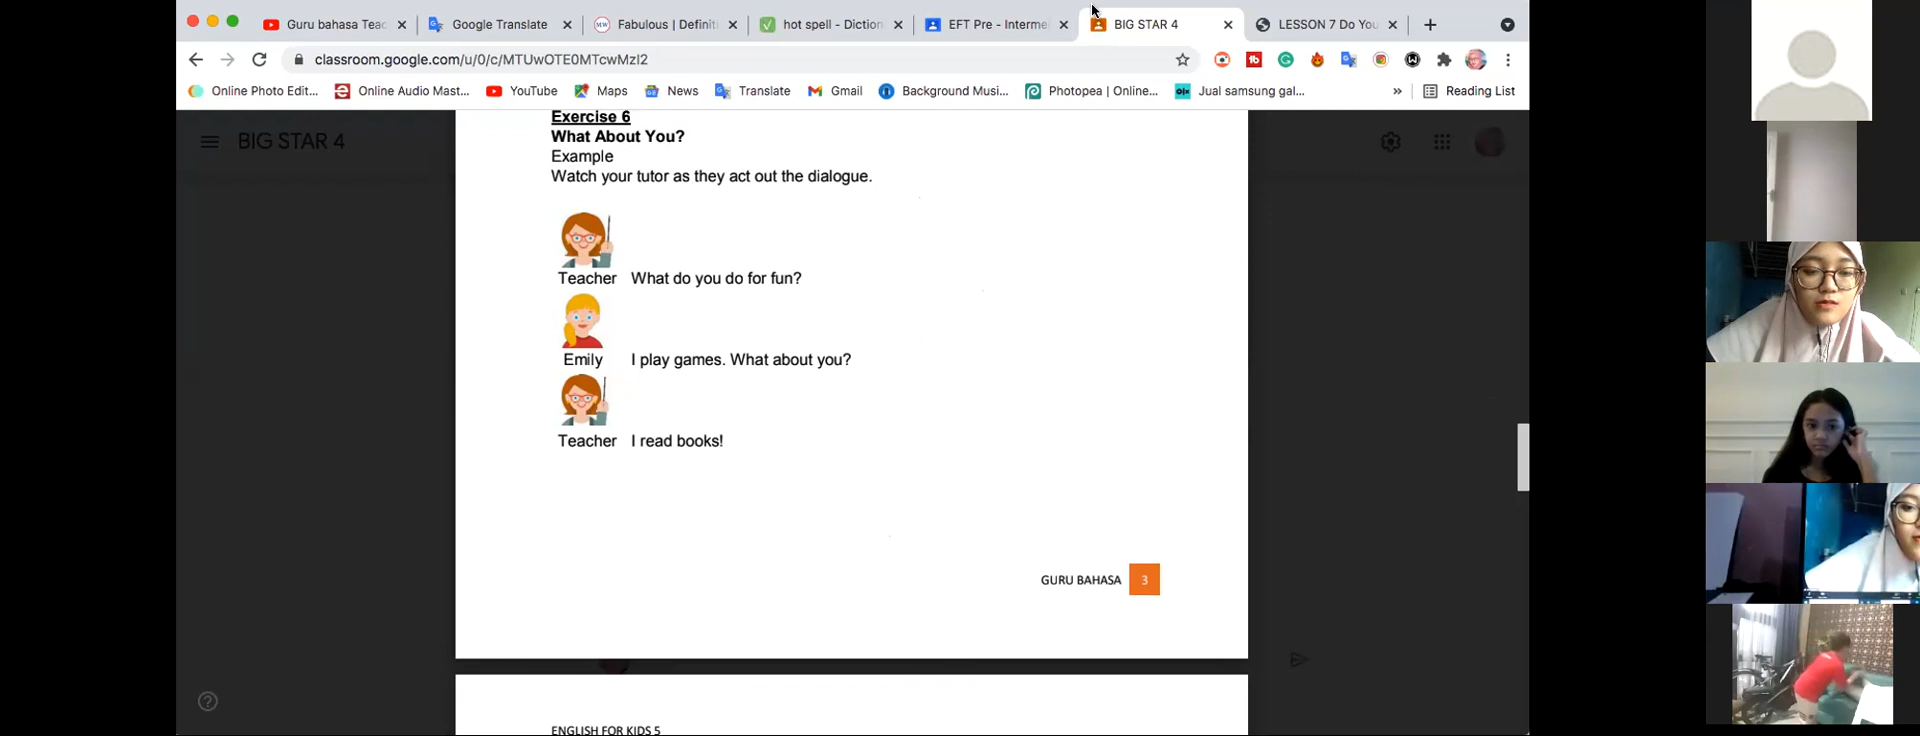 Guru bahasa Teac
Google Translate
Fabulous | Definiti
hot spell - Diction
EFT Pre - Interme
BIG STAR 4
LESSON 7 Do You
classroom.google.com/u/0/c/MTUwOTE0MTcwMzI2
Online Photo Edit...
Online Audio Mast...
YouTube
Maps
News
Translate
Gmail
Background Musi...
Photopea | Online...
Jual samsung gal...
»
Reading List
BIG STAR 4
Exercise 6
What About You?
Example
Watch your tutor as they act out the dialogue.
Teacher What do you do for fun?
Emily I play games. What about you?
Teacher I read books!
GURU BAHASA 3
ENGLISH FOR KIDS 5